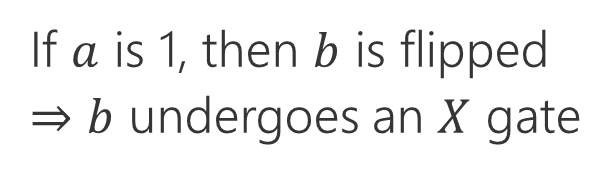 If a is 1, then b is flipped
⇒ b undergoes an X gate